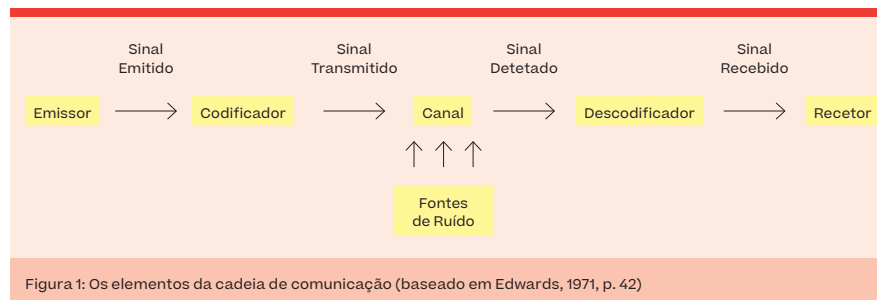 Sinal
Emitido
Sinal
Transmitido
Sinal
Detetado
Sinal
Recebido
Emissor
Codificador
Canal
Descodificador
Recetor
Fontes
de Ruído
Figura 1: Os elementos da cadeia de comunicação (baseado em Edwards, 1971, p. 42)